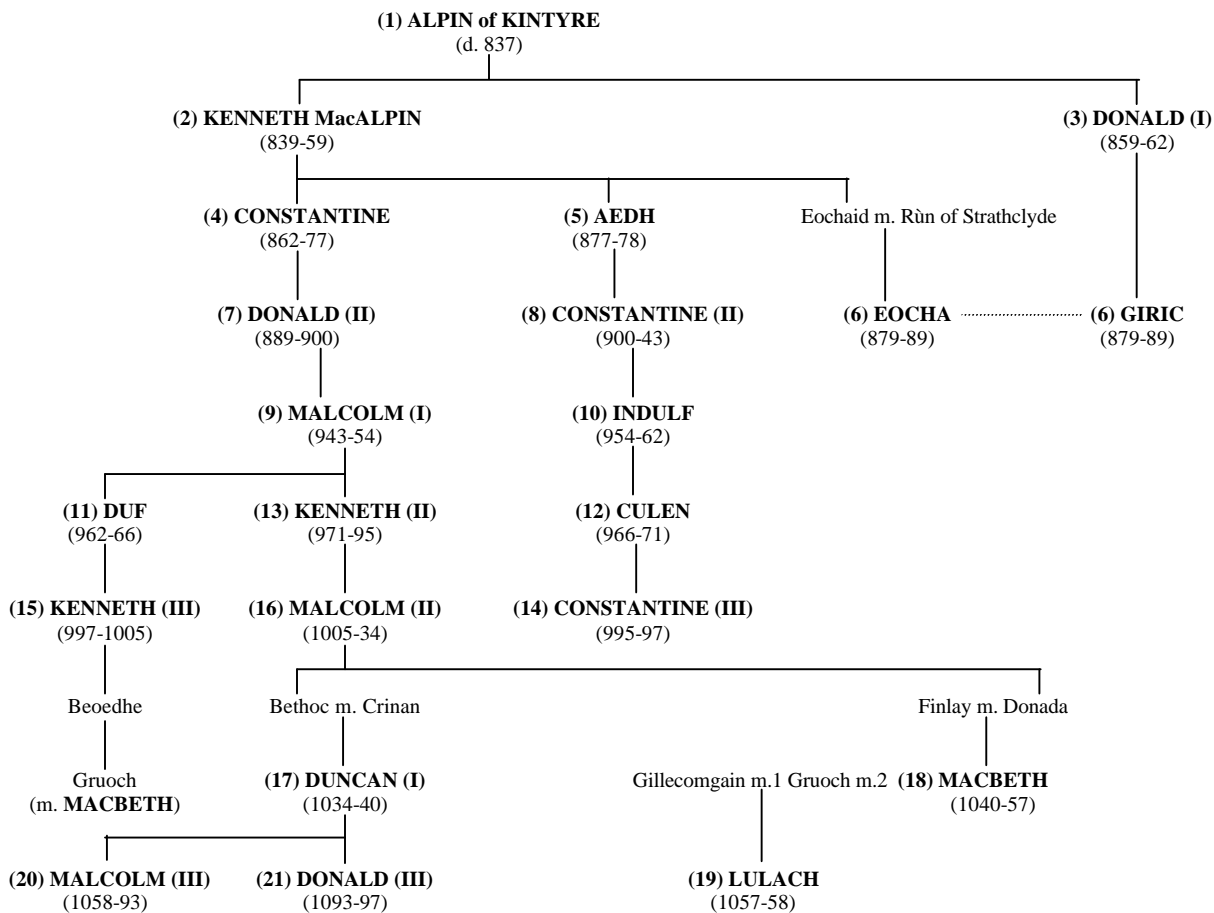 (1) ALPIN of KINTYRE
(d. 837)
(2) KENNETH MacALPIN
(839-59)
(3) DONALD (I)
(859-62)
(4) CONSTANTINE
(862-77)
(5) AEDH
(877-78)
Eochaid m. Rùn of Strathclyde
(7) DONALD (II)
(889-900)
(8) CONSTANTINE (II)
(900-43)
(6) EOCHA
(879-89)
(6) GIRIC
(879-89)
(9) MALCOLM (I)
(943-54)
(10) INDULF
(954-62)
(11) DUF
(962-66)
(13) KENNETH (II)
(971-95)
(12) CULEN
(966-71)
(15) KENNETH (III)
(997-1005)
(16) MALCOLM (II)
(1005-34)
(14) CONSTANTINE (III)
(995-97)
Beoedhe
Bethoc m. Crinan
Finlay m. Donada
Gruoch
(m. MACBETH)
(17) DUNCAN (I)
(1034-40)
Gillecomgain m.1 Gruoch m.2
(18) MACBETH
(1040-57)
(20) MALCOLM (III)
(1058-93)
(21) DONALD (III)
(1093-97)
(19) LULACH
(1057-58)